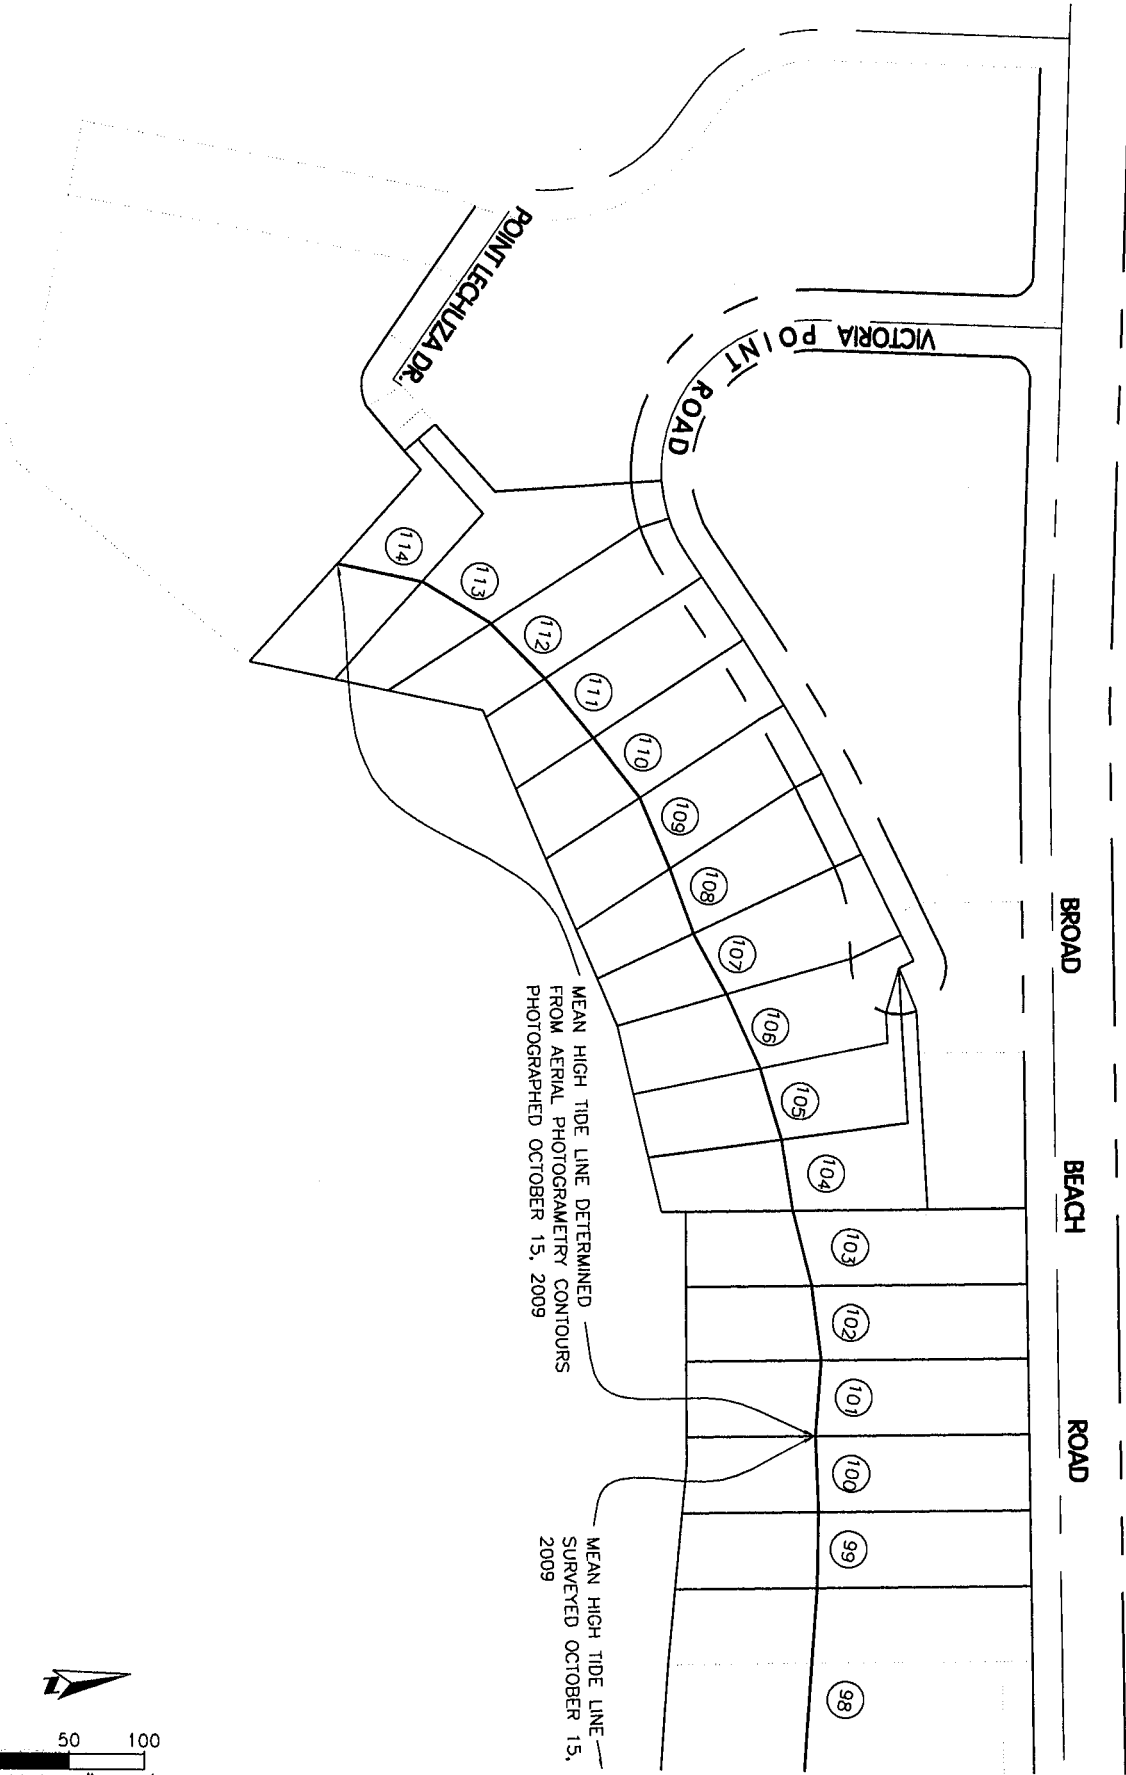 POINT LECHUZA DR.
VICTORIA POINT ROAD
BROAD BEACH ROAD
114
113
112
111
110
109
108
107
106
105
104
103
102
101
100
99
98
MEAN HIGH TIDE LINE DETERMINED
FROM AERIAL PHOTOGRAMETRY CONTOURS
PHOTOGRAPHED OCTOBER 15, 2009
MEAN HIGH TIDE LINE
SURVEYED OCTOBER 15,
2009
N
50 100